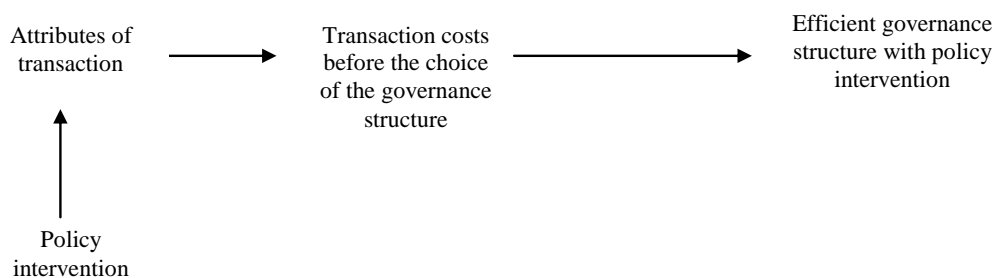 Attributes of
transaction
Transaction costs
before the choice
of the governance
structure
Efficient governance
structure with policy
intervention
Policy
intervention